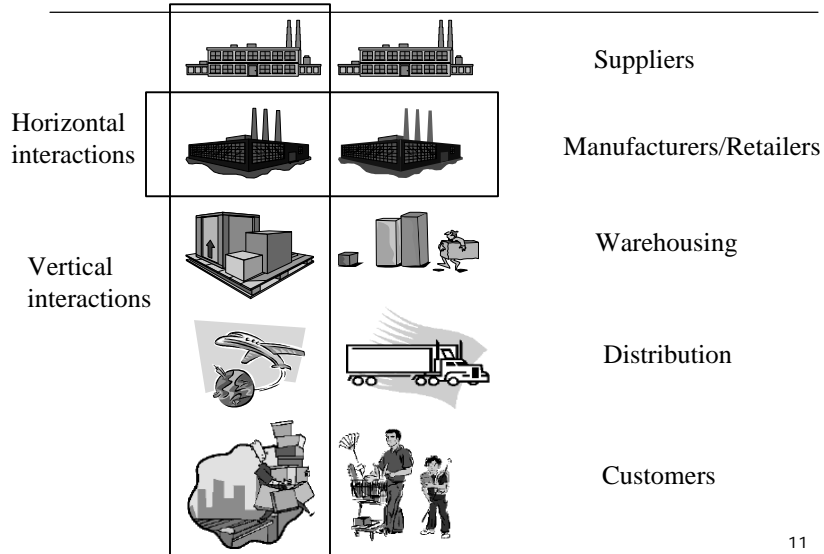 Suppliers
Horizontal
interactions
Manufacturers/Retailers
Warehousing
Vertical
interactions
Distribution
Customers
11